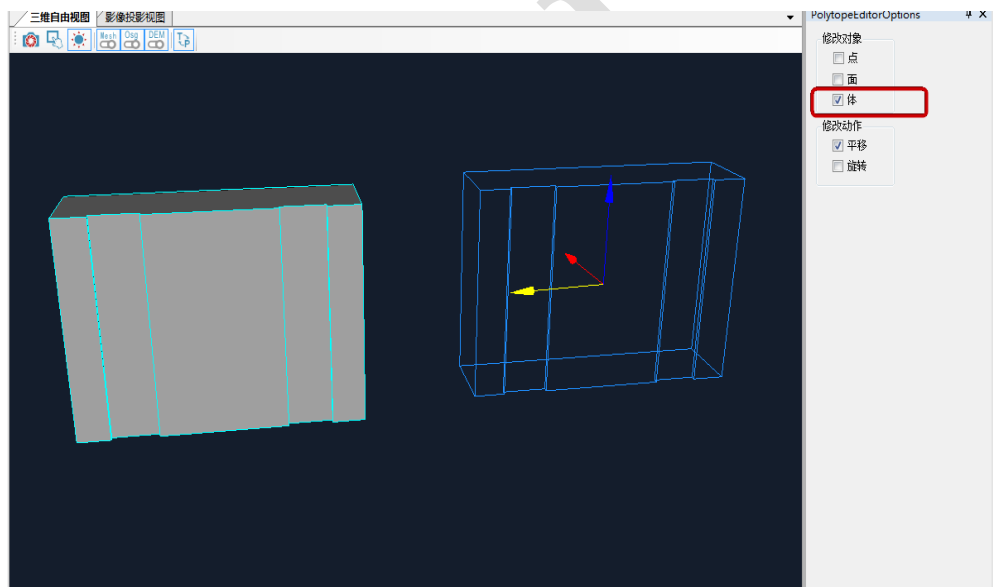 三维自由视图 影像投影视图
PolytopeEditorOptions
Mesh Osg DEM T P
修改对象
点
面
体
修改动作
平移
旋转